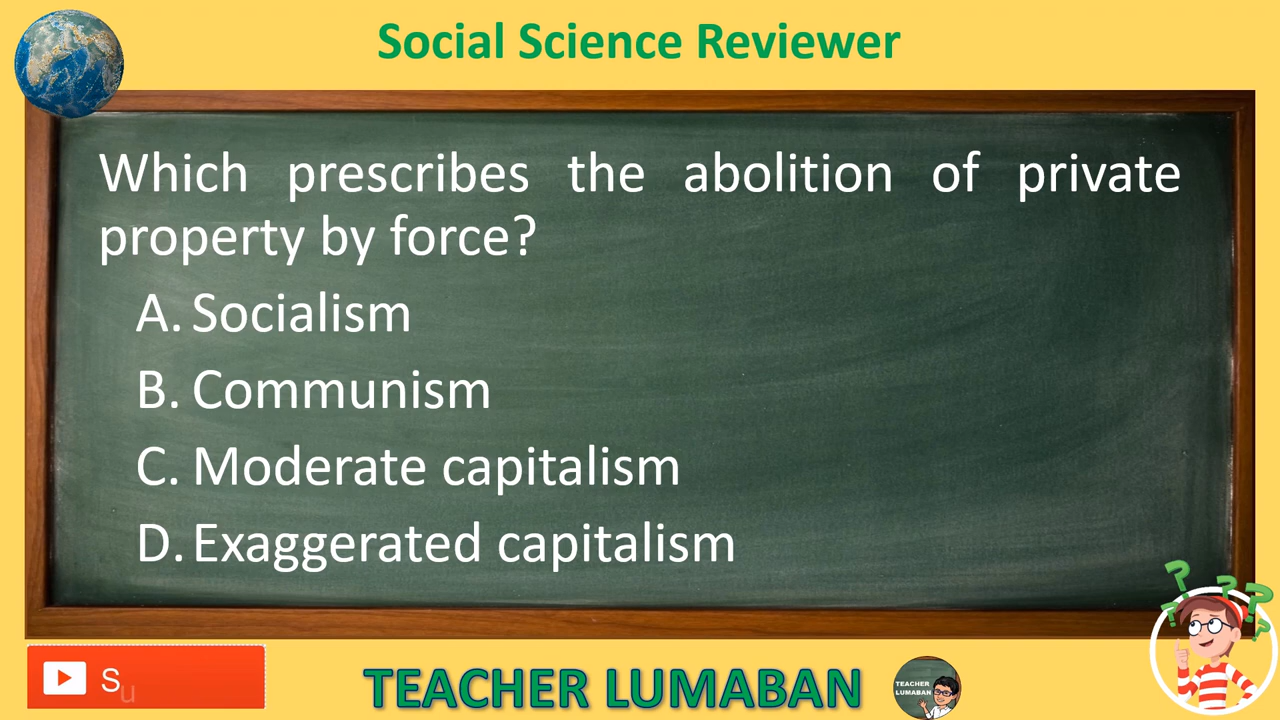 Social Science Reviewer
Which prescribes the abolition of private
property by force?
A. Socialism
B. Communism
C. Moderate capitalism
D. Exaggerated capitalism
Su
TEACHER LUMABAN
TEACHER
LUMABAN